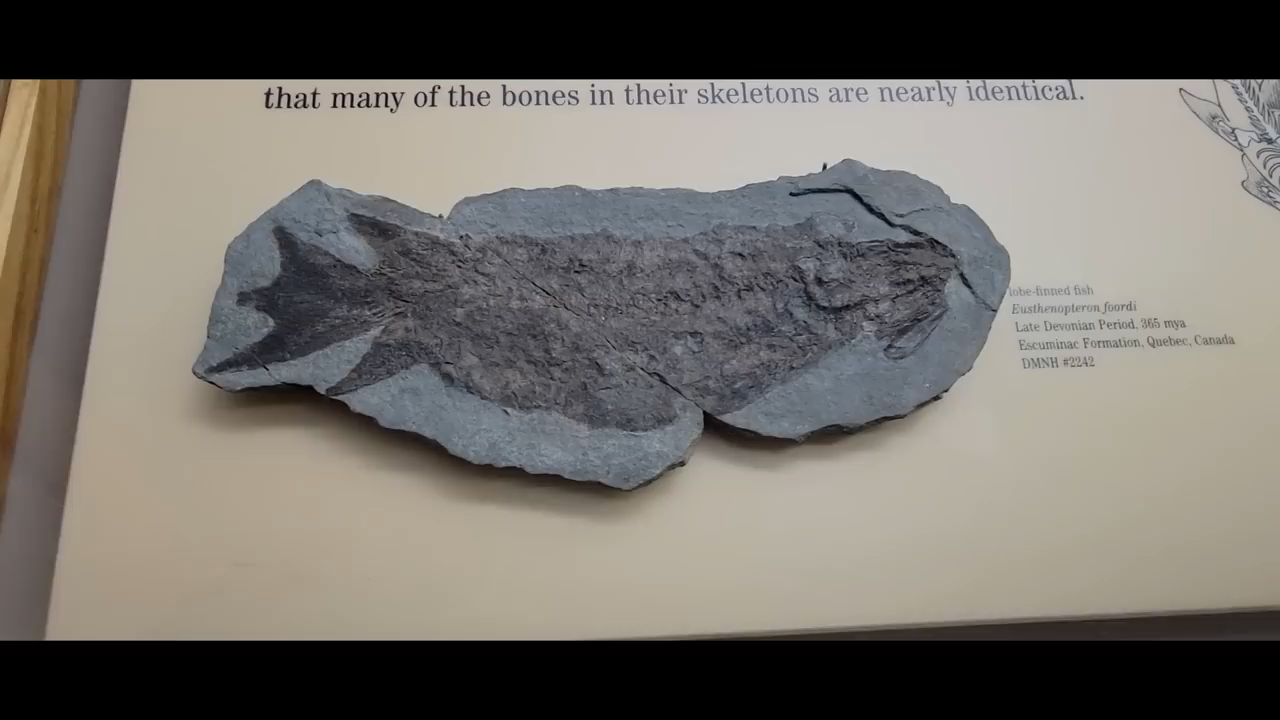 that many of the bones in their skeletons are nearly identical.
lobe-finned fish
Eusthenopteron foordi
Late Devonian Period, 365 mya
Escuminac Formation, Quebec, Canada
DMNH #2242